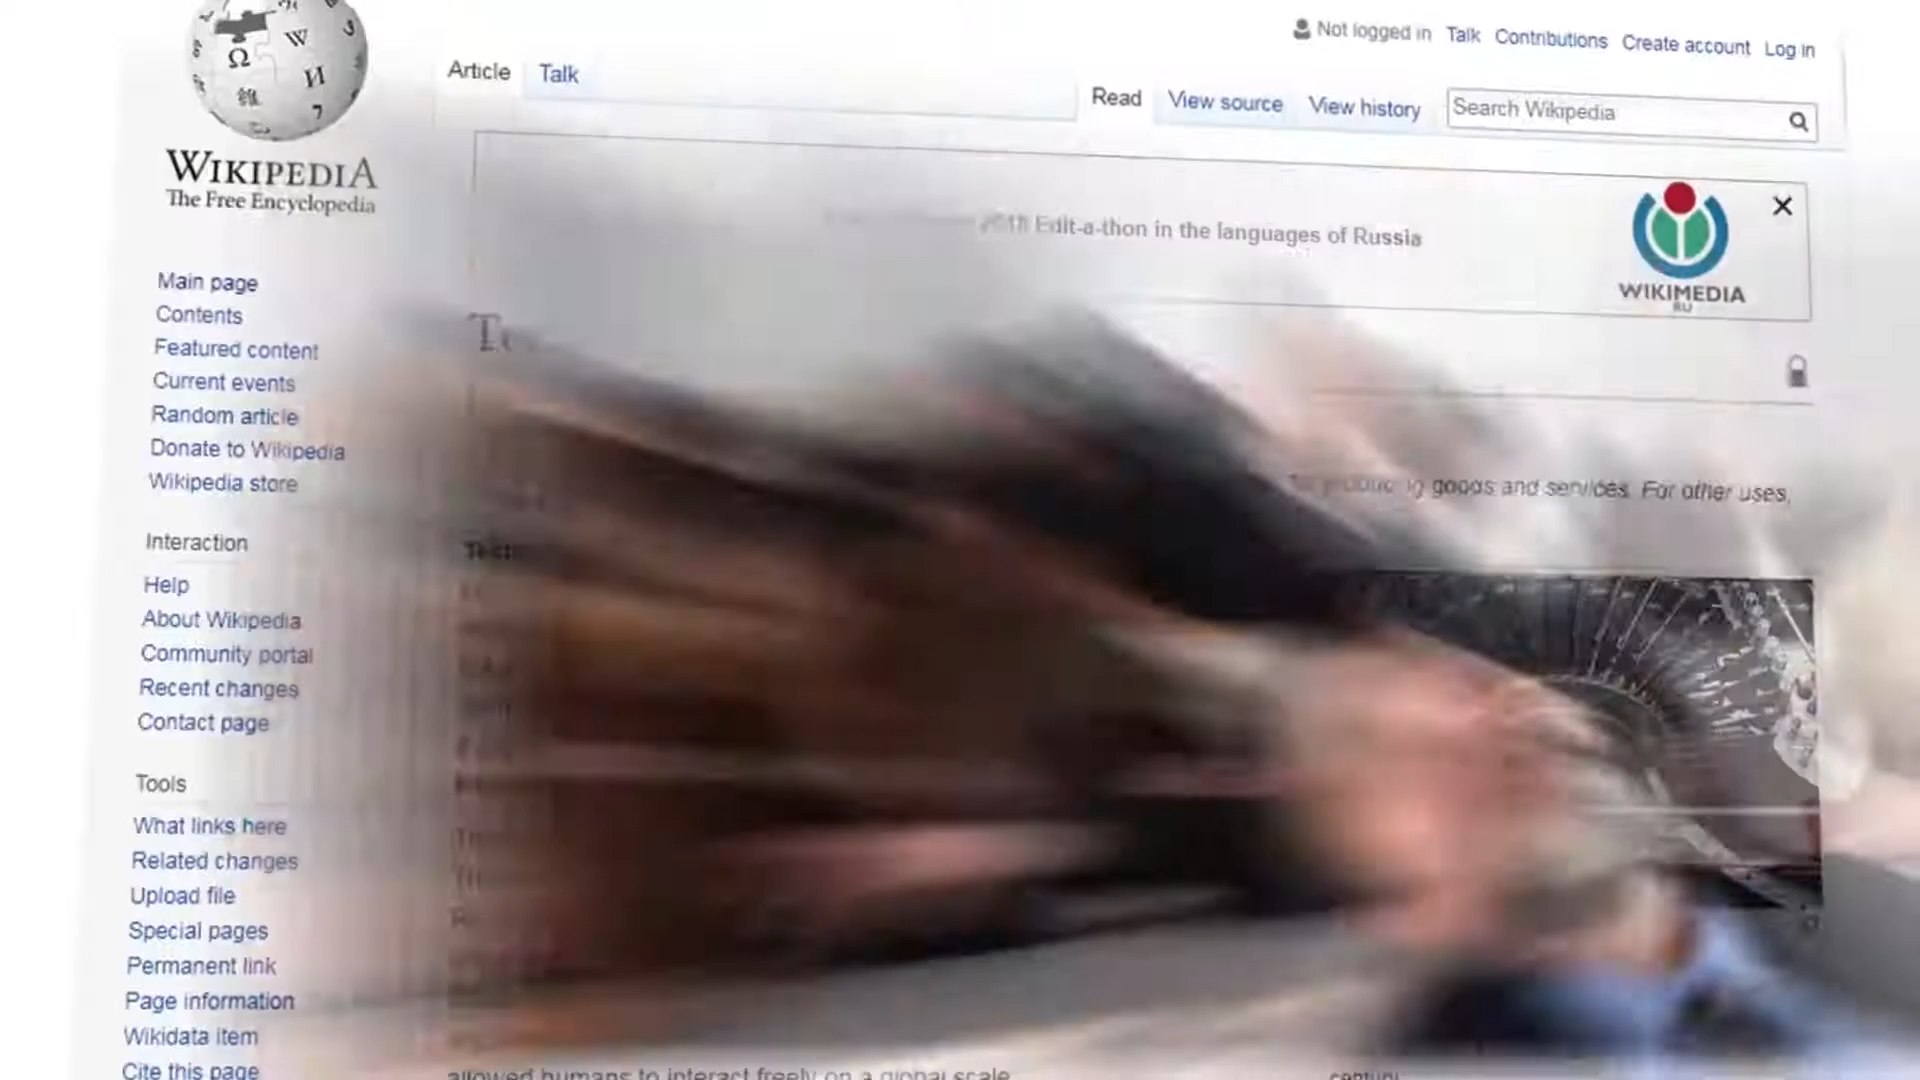 Not logged in Talk Contributions Create account Log in
Article Talk
Read View source View history Search Wikipedia
WIKIPEDIA
The Free Encyclopedia
2018 Edit-a-thon in the languages of Russia
WIKIMEDIA
RU
Main page
Contents
Featured content
Current events
Random article
Donate to Wikipedia
Wikipedia store
goods and services. For other uses,
Interaction
Help
About Wikipedia
Community portal
Recent changes
Contact page
Tools
What links here
Related changes
Upload file
Special pages
Permanent link
Page information
Wikidata item
Cite this page
allowed humans to interact freely on a global scale
century